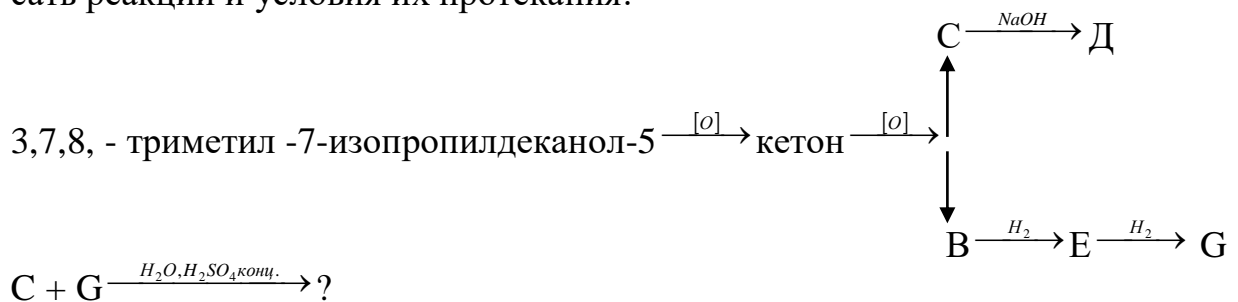 сать реакции и условия их протекания:
C NaOH Д
3,7,8, - триметил -7-изопропилдеканол-5 [O] кетон [O]
B H₂ E H₂ G
C + G H₂O,H₂SO₄конц. ?